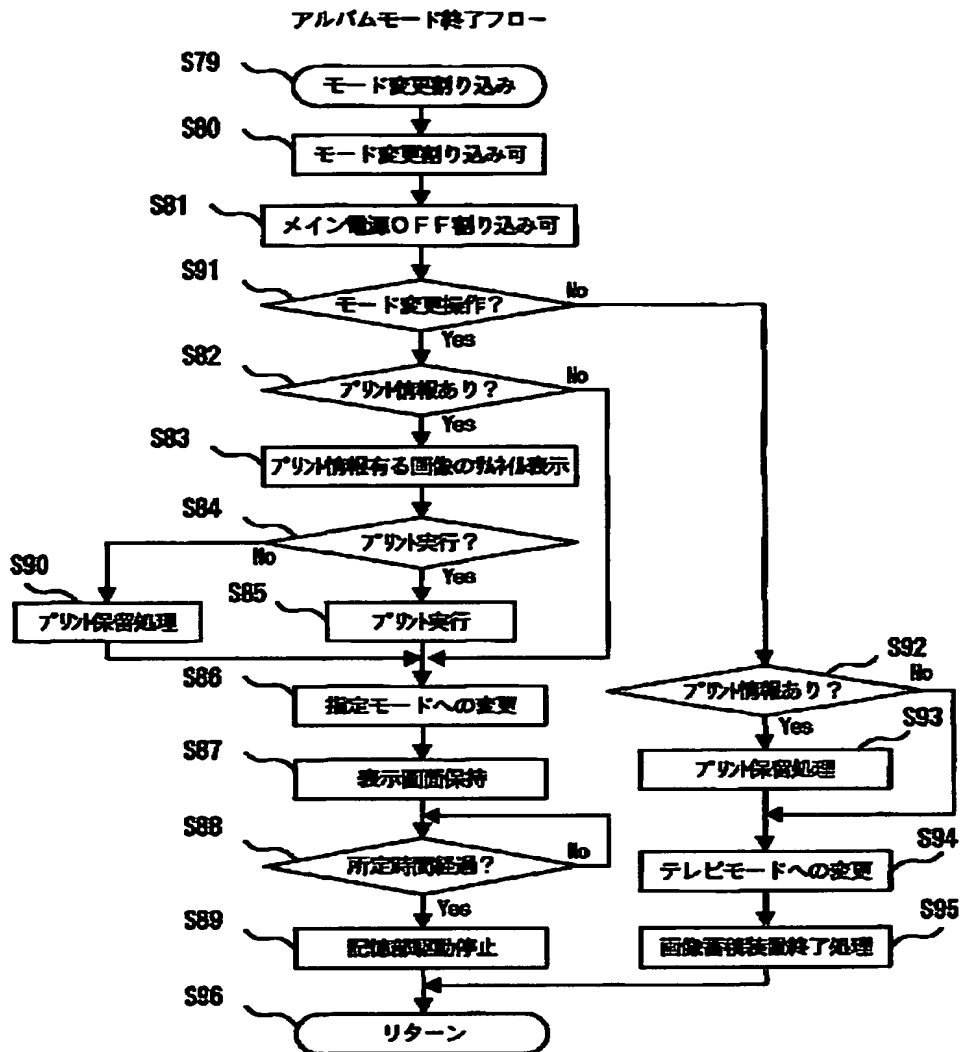 アルバムモード終了フロー
S79
モード変更割り込み
S80
モード変更割り込み可
S81
メイン電源OFF割り込み可
S91
モード変更操作?
No
Yes
S82
プリント情報あり?
No
Yes
S83
プリント情報有る画像のサムネイル表示
S84
プリント実行?
No
Yes
S90
プリント保留処理
S85
プリント実行
S86
指定モードへの変更
S87
表示画面保持
S88
所定時間経過?
No
Yes
S89
記憶部駆動停止
S92
プリント情報あり?
No
Yes
S93
プリント保留処理
S94
テレビモードへの変更
S95
画像蓄積装置終了処理
S96
リターン